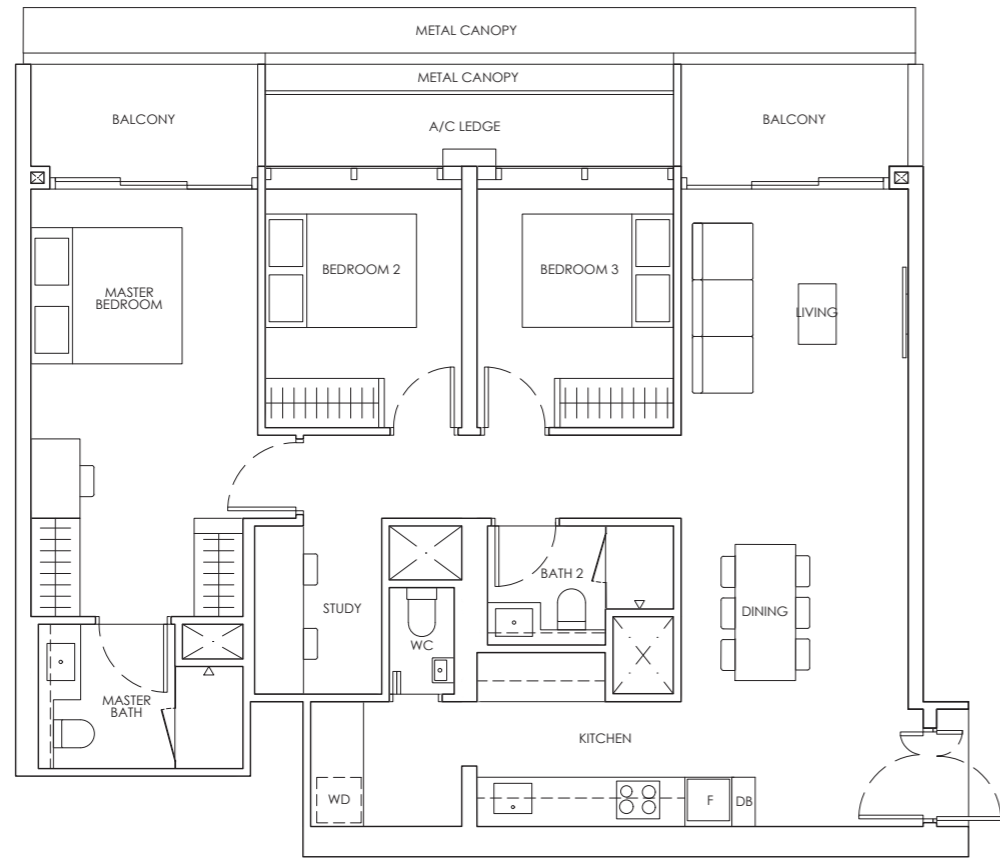 METAL CANOPY
METAL CANOPY
BALCONY
A/C LEDGE
BALCONY
BEDROOM 2
BEDROOM 3
MASTER
BEDROOM
LIVING
BATH 2
STUDY
DINING
WC
MASTER
BATH
KITCHEN
WD
F
DB